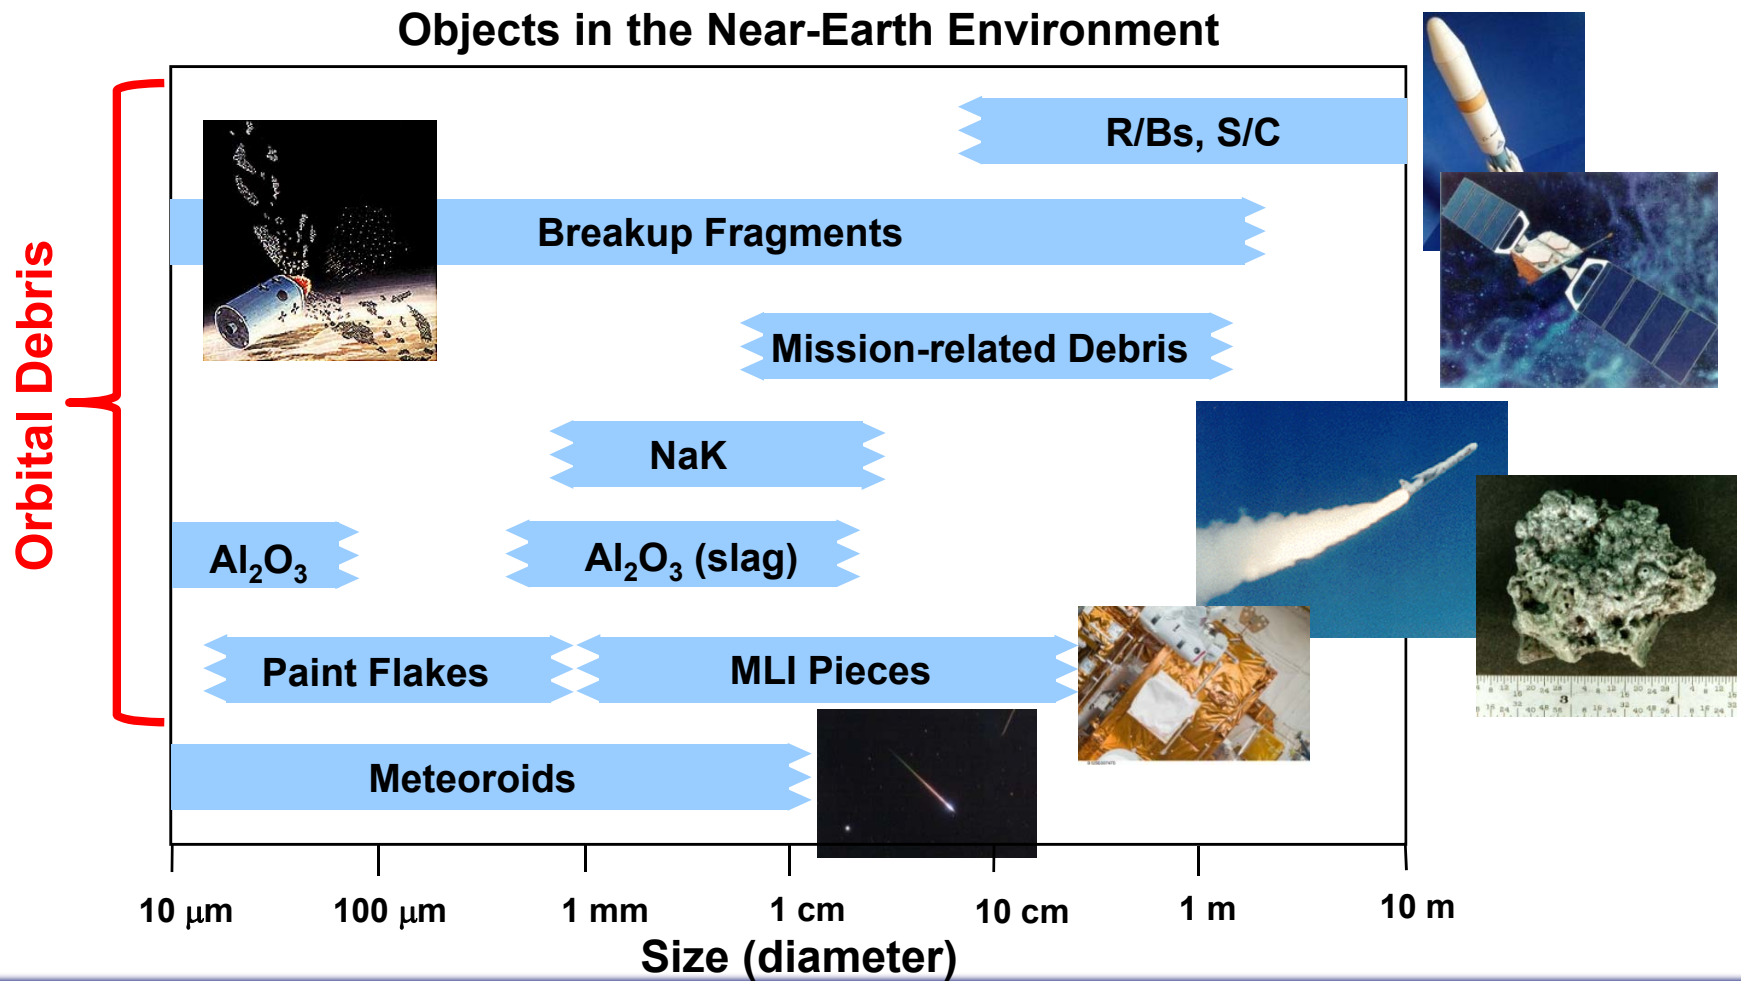 Objects in the Near-Earth Environment
Orbital Debris
R/Bs, S/C
Breakup Fragments
Mission-related Debris
NaK
Al₂O₃
Al₂O₃ (slag)
Paint Flakes
MLI Pieces
Meteoroids
10 μm
100 μm
1 mm
1 cm
10 cm
1 m
10 m
Size (diameter)